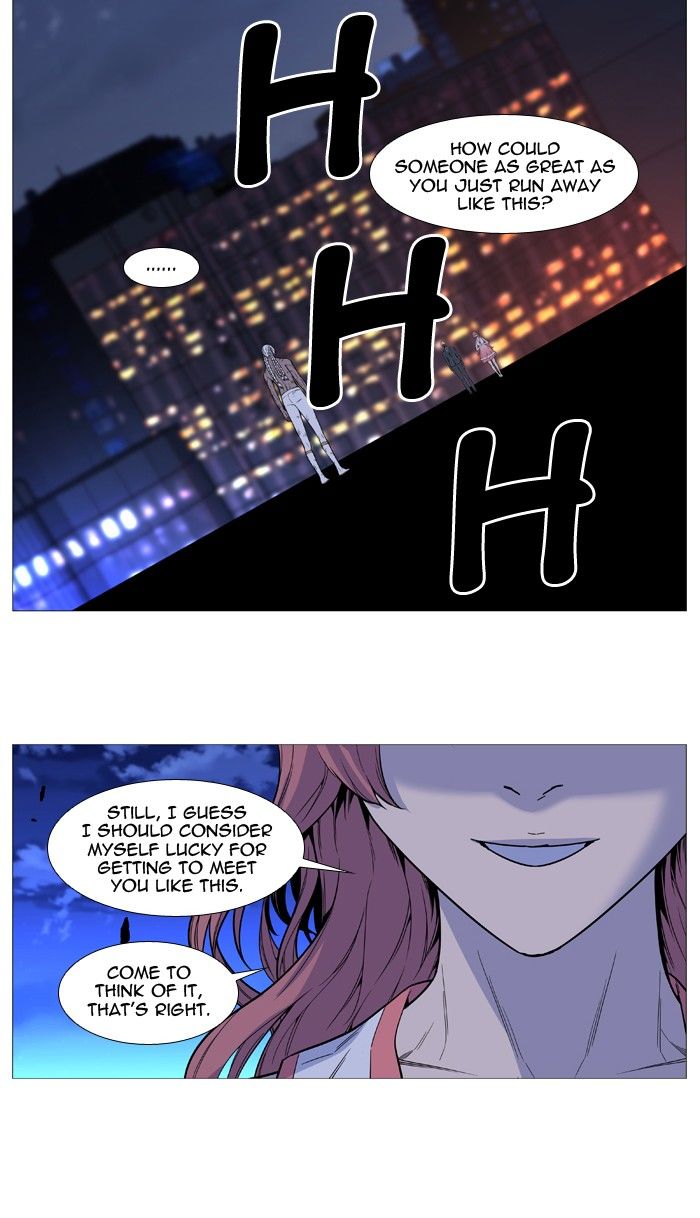 H
HOW COULD
SOMEONE AS GREAT AS
YOU JUST RUN AWAY
LIKE THIS?
......
H
H
STILL, I GUESS
I SHOULD CONSIDER
MYSELF LUCKY FOR
GETTING TO MEET
YOU LIKE THIS.
COME TO
THINK OF IT,
THAT'S RIGHT.